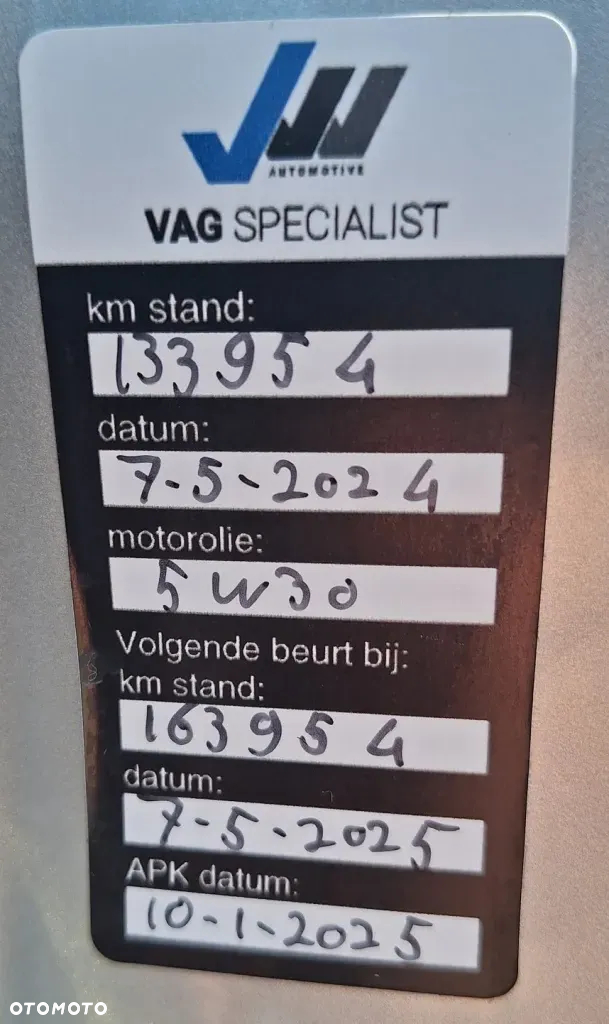 JW
AUTOMOTIVE
VAG SPECIALIST
km stand:
133954
datum:
7-5-2024
motorolie:
5W30
Volgende beurt bij:
km stand:
163954
datum:
7-5-2025
APK datum:
10-1-2025
OTOMOTO